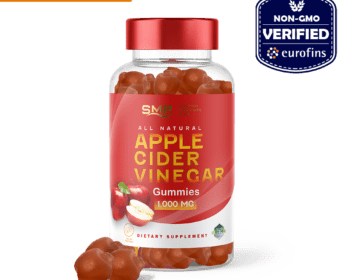 NON-GMO
VERIFIED
eurofins
ALL NATURAL
APPLE
CIDER
VINEGAR
Gummies
1,000 MG
DIETARY SUPPLEMENT